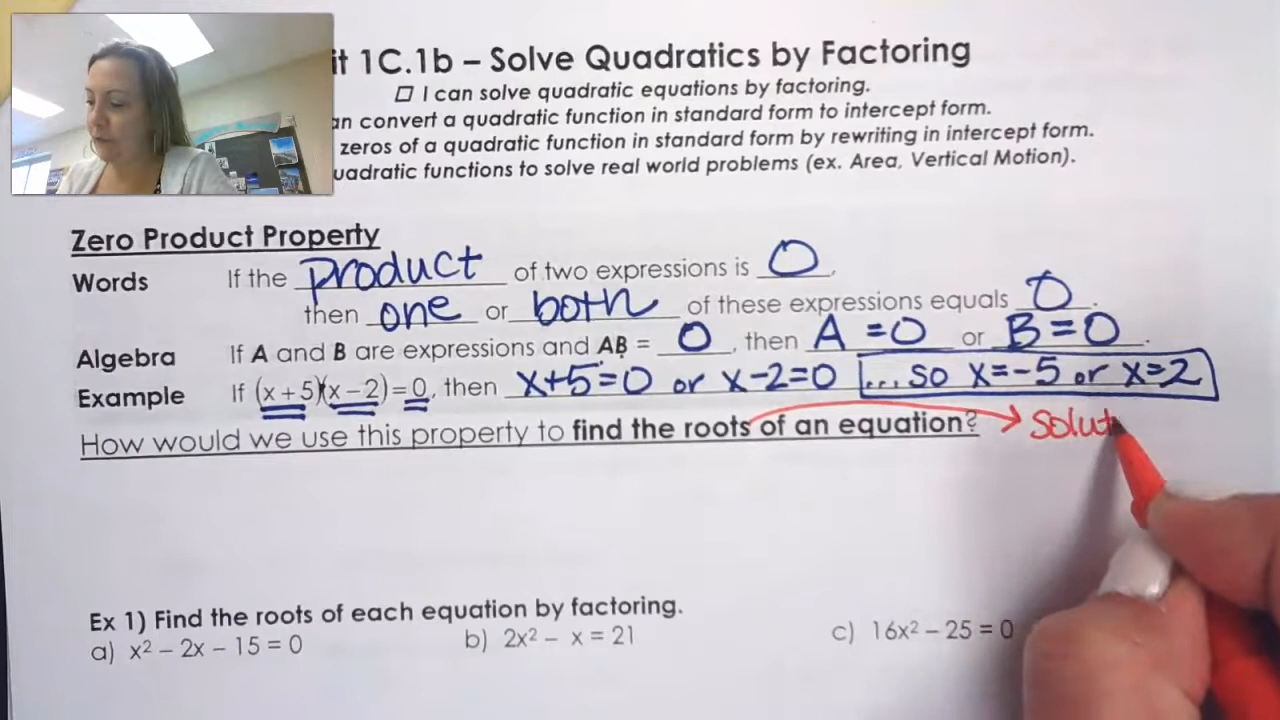 it 1C.1b – Solve Quadratics by Factoring
☐ I can solve quadratic equations by factoring.
an convert a quadratic function in standard form to intercept form.
zeros of a quadratic function in standard form by rewriting in intercept form.
uadratic functions to solve real world problems (ex. Area, Vertical Motion).
Zero Product Property
Words If the product of two expressions is 0,
then one or both of these expressions equals 0.
Algebra If A and B are expressions and AB = 0, then A = 0 or B = 0.
Example If (x + 5)(x – 2) = 0, then x+5=0 or x-2=0 ... so x=-5 or x=2
How would we use this property to find the roots of an equation? → Solut
Ex 1) Find the roots of each equation by factoring.
a) x² – 2x – 15 = 0 b) 2x² – x = 21 c) 16x² – 25 = 0